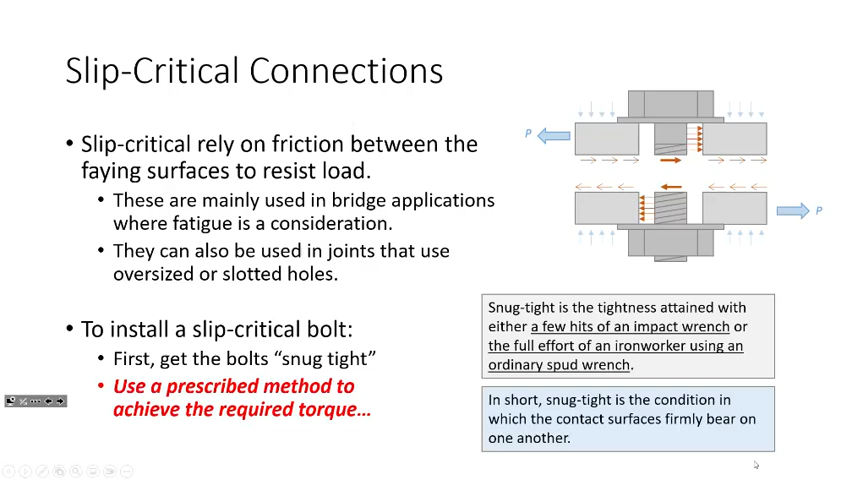 Slip-Critical Connections
• Slip-critical rely on friction between the
faying surfaces to resist load.
• These are mainly used in bridge applications
where fatigue is a consideration.
• They can also be used in joints that use
oversized or slotted holes.
• To install a slip-critical bolt:
• First, get the bolts “snug tight”
• Use a prescribed method to
achieve the required torque...
P
P
Snug-tight is the tightness attained with
either a few hits of an impact wrench or
the full effort of an ironworker using an
ordinary spud wrench.
In short, snug-tight is the condition in
which the contact surfaces firmly bear on
one another.